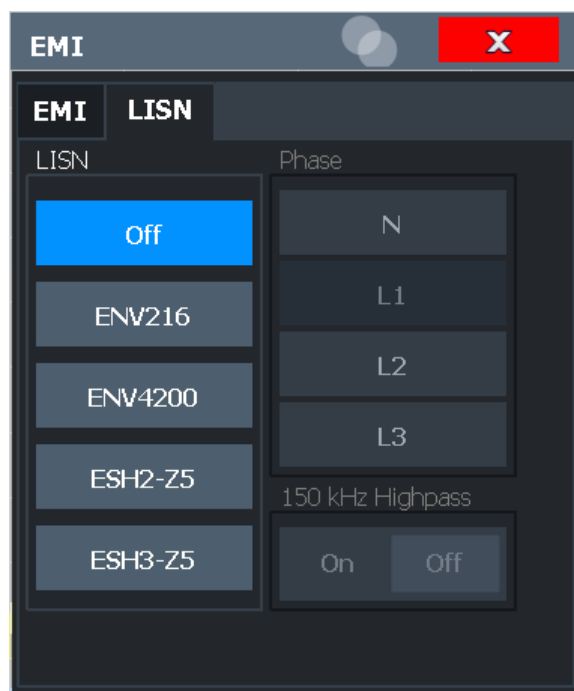 EMI
X
EMI LISN
LISN
Off
ENV216
ENV4200
ESH2-Z5
ESH3-Z5
Phase
N
L1
L2
L3
150 kHz Highpass
On Off